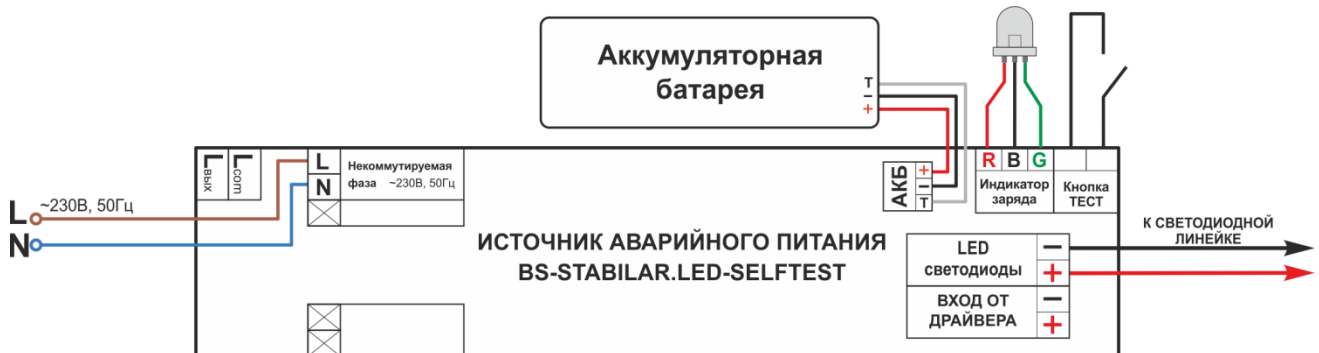 Аккумуляторная
батарея
T
–
+
Lвых
Lcom
L
N
Некоммутируемая
фаза ~230В, 50Гц
АКБ
+
–
T
R B G
Индикатор
заряда
Кнопка
ТЕСТ
L
~230В, 50Гц
N
ИСТОЧНИК АВАРИЙНОГО ПИТАНИЯ
BS-STABILAR.LED-SELFTEST
LED
светодиоды
–
+
ВХОД ОТ
ДРАЙВЕРА
–
+
К СВЕТОДИОДНОЙ
ЛИНЕЙКЕ